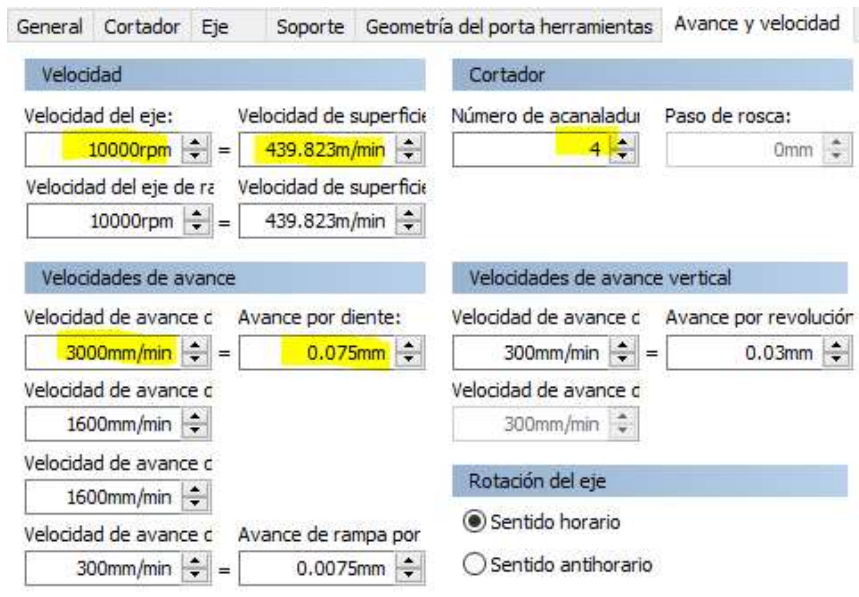 General Cortador Eje Soporte Geometría del porta herramientas Avance y velocidad
Velocidad
Velocidad del eje: Velocidad de superficie
10000rpm = 439.823m/min
Velocidad del eje de ra Velocidad de superficie
10000rpm = 439.823m/min
Cortador
Número de acanaladur Paso de rosca:
4 0mm
Velocidades de avance
Velocidad de avance d Avance por diente:
3000mm/min = 0.075mm
Velocidad de avance d
1600mm/min
Velocidad de avance d
1600mm/min
Velocidad de avance d Avance de rampa por
300mm/min = 0.0075mm
Velocidades de avance vertical
Velocidad de avance d Avance por revolución
300mm/min = 0.03mm
Velocidad de avance d
300mm/min
Rotación del eje
Sentido horario
Sentido antihorario